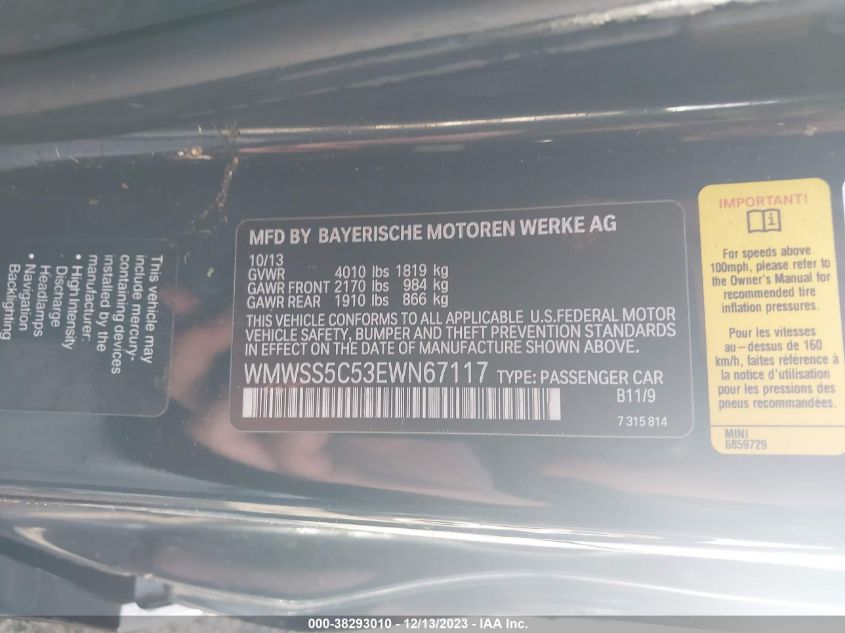 This vehicle may
include mercury-
containing devices
installed by the
manufacturer:
• High Intensity
Discharge
Headlamps
• Navigation
Backlighting
MFD BY BAYERISCHE MOTOREN WERKE AG
10/13
GVWR 4010 lbs 1819 kg
GAWR FRONT 2170 lbs 984 kg
GAWR REAR 1910 lbs 866 kg
THIS VEHICLE CONFORMS TO ALL APPLICABLE U.S.FEDERAL MOTOR
VEHICLE SAFETY, BUMPER AND THEFT PREVENTION STANDARDS
IN EFFECT ON THE DATE OF MANUFACTURE SHOWN ABOVE.
WMWSS5C53EWN67117 TYPE: PASSENGER CAR
B11/9
7 315 814
IMPORTANT!
For speeds above
100mph, please refer to
the Owner's Manual for
recommended tire
inflation pressures.
Pour les vitesses
au-dessus de 160
km/h, faites référence à
la notice d'utilisation
pour les pressions des
pneus recommandées.
MINI
6859729
000-38293010 - 12/13/2023 - IAA Inc.